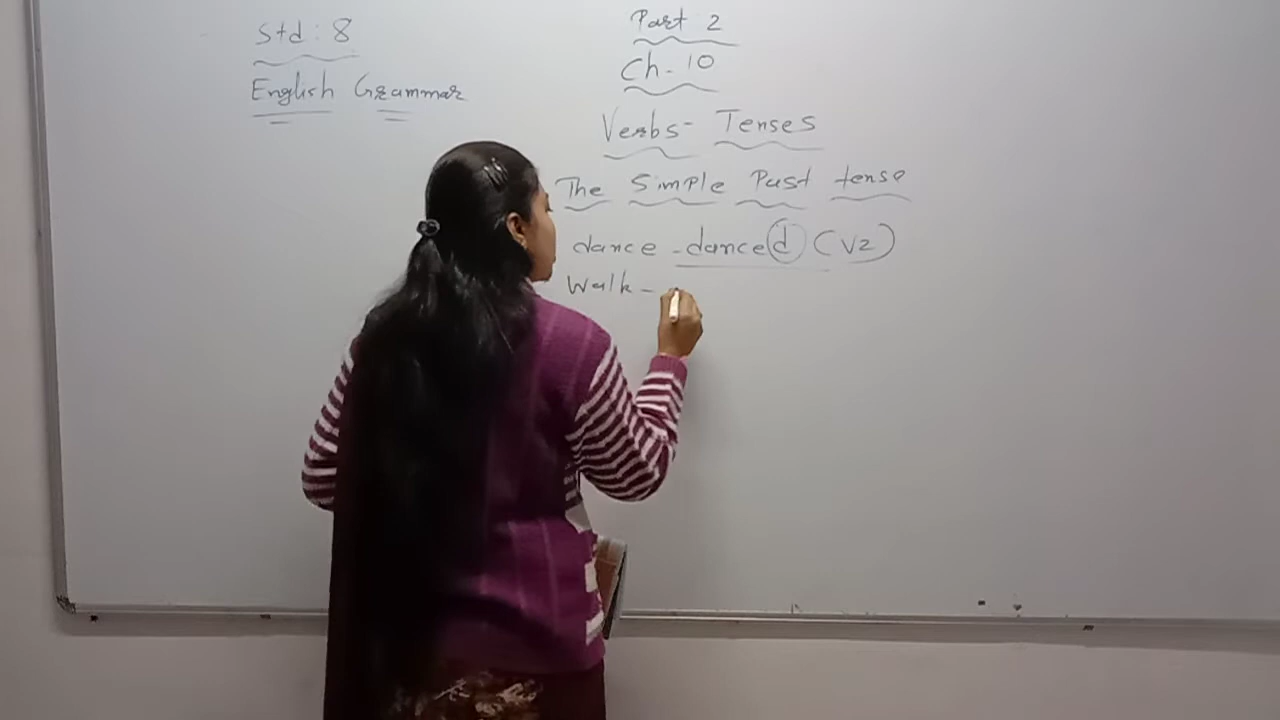 Std : 8
English Grammar
Part 2
Ch. 10
Verbs- Tenses
The Simple Past tense
dance - danced (V2)
Walk -